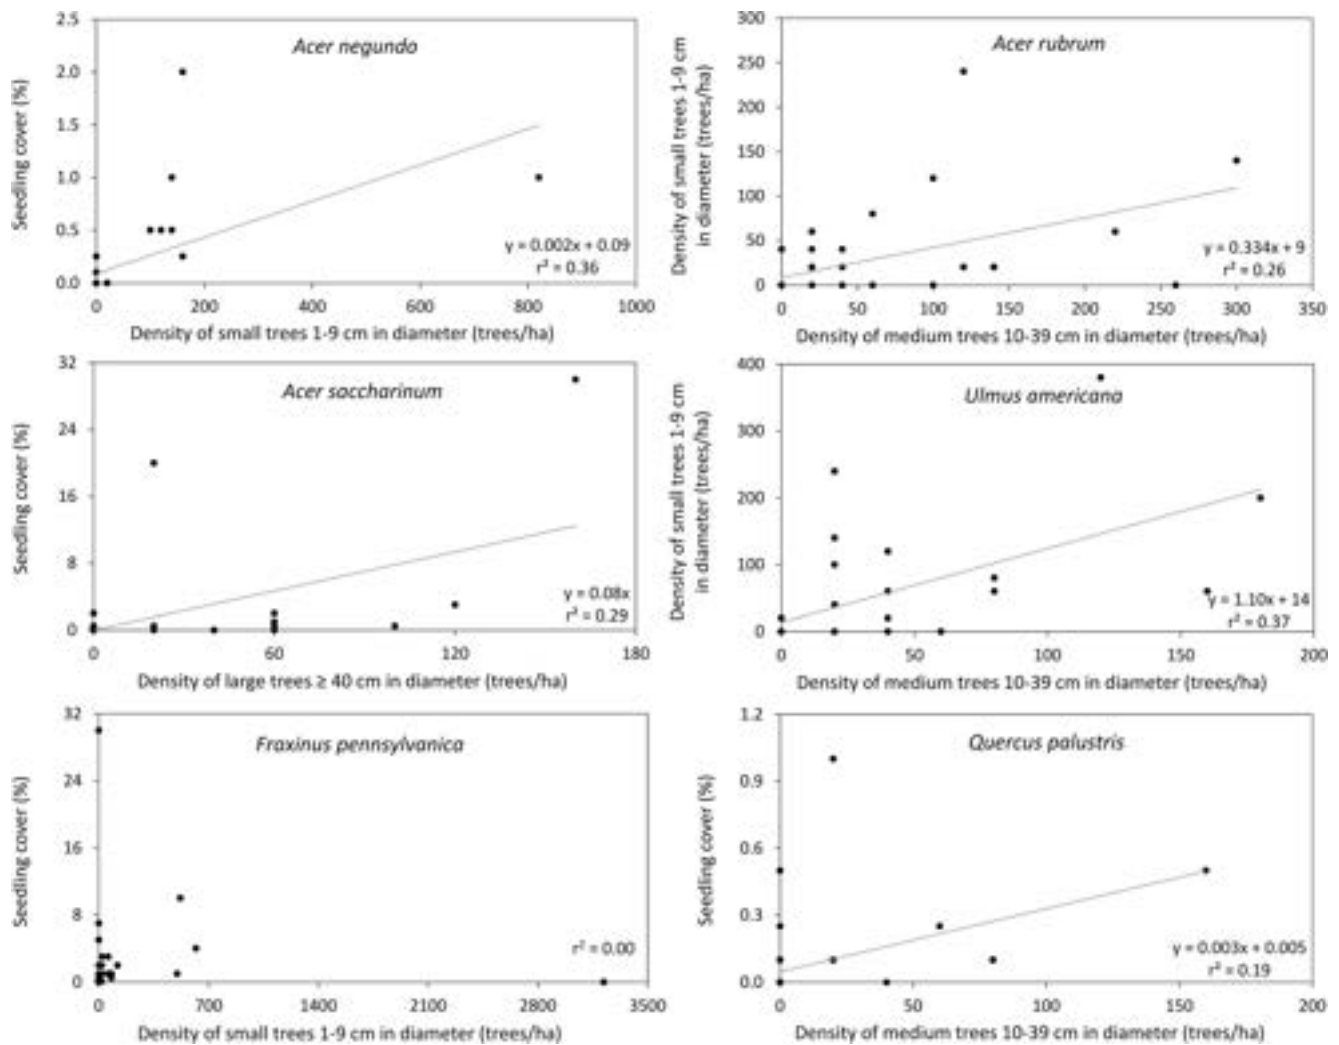 Acer negundo
Seedling cover (%)
2.5
2.0
1.5
1.0
0.5
0.0
y = 0.002x + 0.09
r² = 0.36
0 200 400 600 800 1000
Density of small trees 1-9 cm in diameter (trees/ha)
Acer rubrum
Density of small trees 1-9 cm
in diameter (trees/ha)
300
250
200
150
100
50
0
y = 0.334x + 9
r² = 0.26
0 50 100 150 200 250 300 350
Density of medium trees 10-39 cm in diameter (trees/ha)
Acer saccharinum
Seedling cover (%)
32
24
16
8
0
y = 0.08x
r² = 0.29
0 60 120 180
Density of large trees ≥ 40 cm in diameter (trees/ha)
Ulmus americana
Density of small trees 1-9 cm
in diameter (trees/ha)
400
300
200
100
0
y = 1.10x + 14
r² = 0.37
0 50 100 150 200
Density of medium trees 10-39 cm in diameter (trees/ha)
Fraxinus pennsylvanica
Seedling cover (%)
32
24
16
8
0
r² = 0.00
0 700 1400 2100 2800 3500
Density of small trees 1-9 cm in diameter (trees/ha)
Quercus palustris
Seedling cover (%)
1.2
0.9
0.6
0.3
0.0
y = 0.003x + 0.005
r² = 0.19
0 50 100 150 200
Density of medium trees 10-39 cm in diameter (trees/ha)